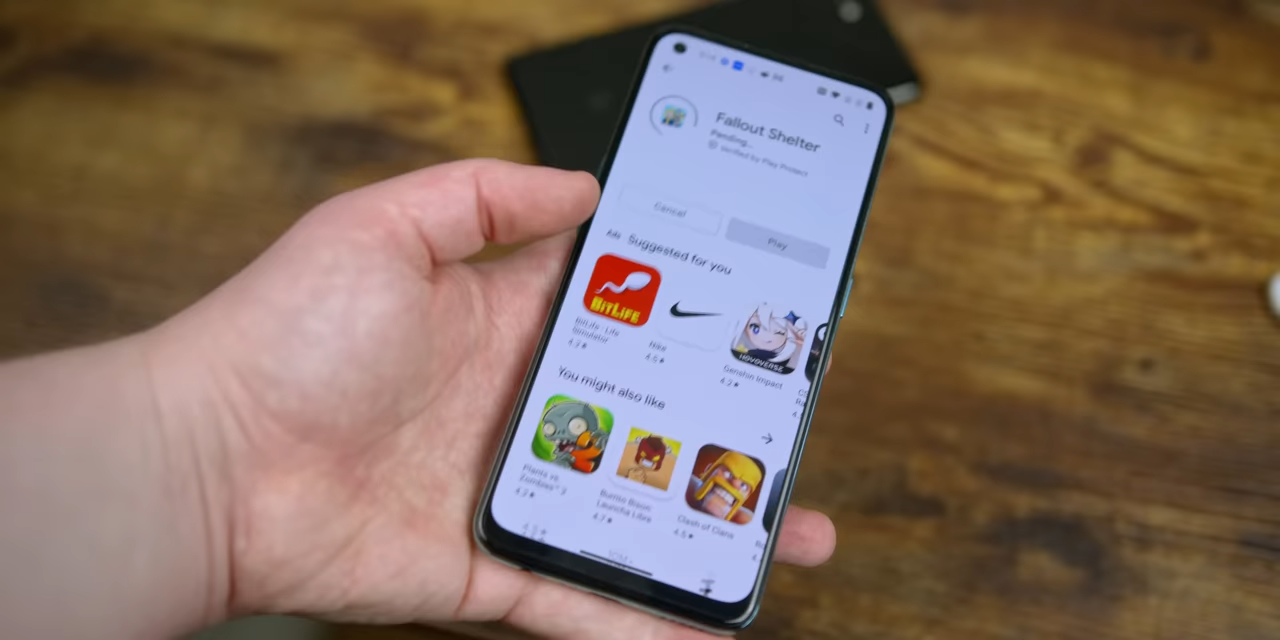 Fallout Shelter
Pending...
Verified by Play Protect
Cancel
Play
Suggested for you
BITLIFE
HOYOVERSE
BitLife - Life
Simulator
4.3★
Nike
4.5★
Genshin Impact
4.2★
You might also like
Plants vs.
Zombies™ 2
4.2★
Burrito Bison:
Launcha Libre
4.7★
Clash of Clans
4.5★